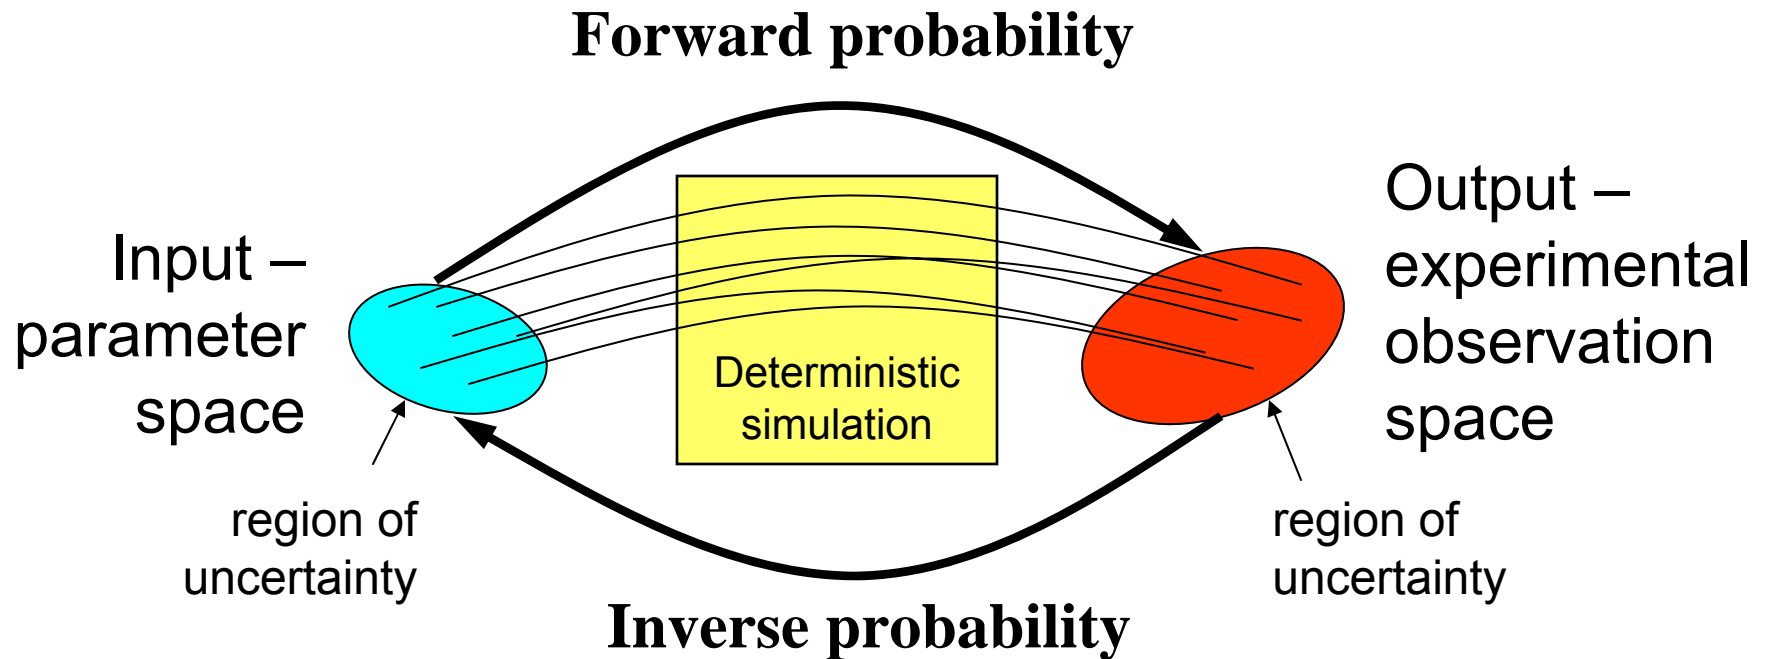 Forward probability
Input –
parameter
space
Deterministic
simulation
Output –
experimental
observation
space
region of
uncertainty
region of
uncertainty
Inverse probability